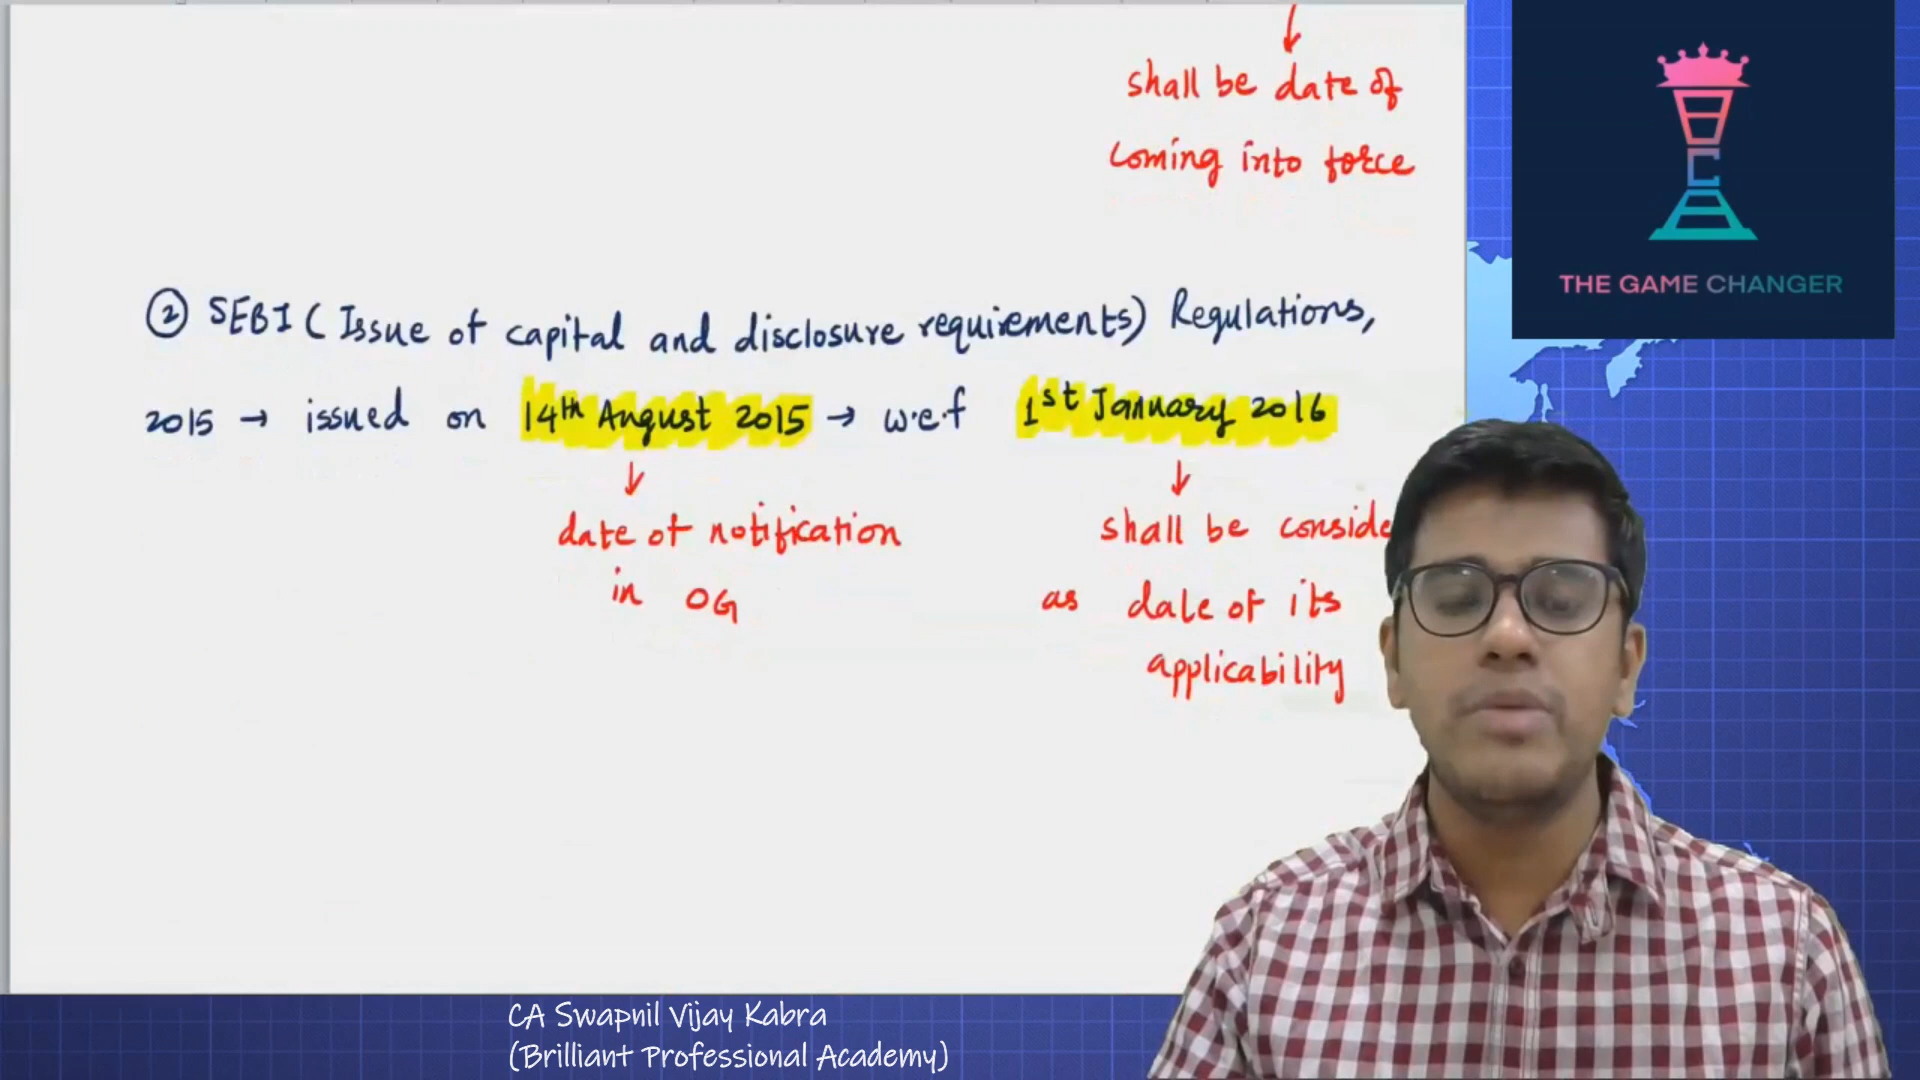 shall be date of
coming into force
THE GAME CHANGER
② SEBI (Issue of capital and disclosure requirements) Regulations,
2015 → issued on 14th August 2015 → w.e.f 1st January 2016
date of notification
in OG
shall be conside
as date of its
applicability
CA Swapnil Vijay Kabra
(Brilliant Professional Academy)